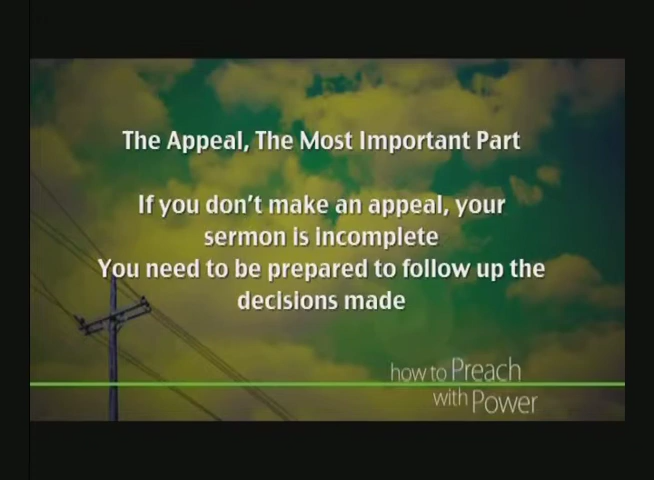 The Appeal, The Most Important Part
If you don't make an appeal, your
sermon is incomplete
You need to be prepared to follow up the
decisions made
how to Preach
with Power